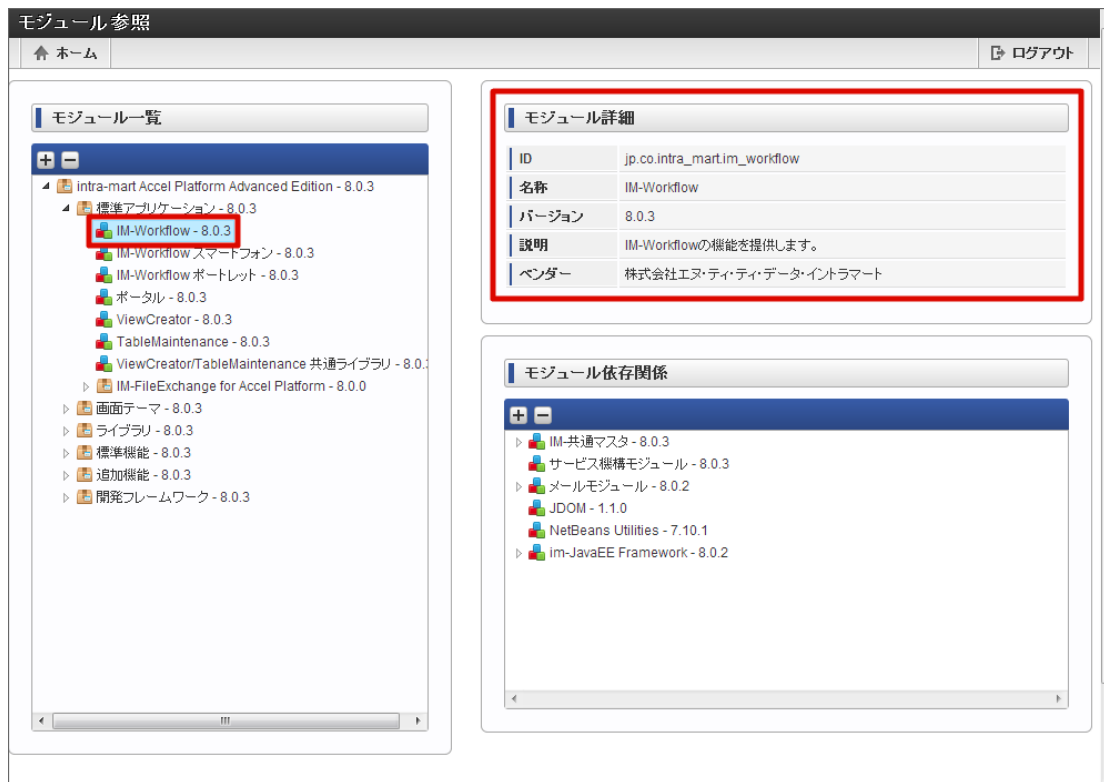 モジュール参照
ホーム
ログアウト
モジュール一覧
intra-mart Accel Platform Advanced Edition - 8.0.3
標準アプリケーション - 8.0.3
IM-Workflow - 8.0.3
IM-Workflow スマートフォン - 8.0.3
IM-Workflow ポートレット - 8.0.3
ポータル - 8.0.3
ViewCreator - 8.0.3
TableMaintenance - 8.0.3
ViewCreator/TableMaintenance 共通ライブラリ - 8.0.
IM-FileExchange for Accel Platform - 8.0.0
画面テーマ - 8.0.3
ライブラリ - 8.0.3
標準機能 - 8.0.3
追加機能 - 8.0.3
開発フレームワーク - 8.0.3
モジュール詳細
ID jp.co.intra_mart.im_workflow
名称 IM-Workflow
バージョン 8.0.3
説明 IM-Workflowの機能を提供します。
ベンダー 株式会社エヌ・ティ・ティ・データ・イントラマート
モジュール依存関係
IM-共通マスタ - 8.0.3
サービス機構モジュール - 8.0.3
メールモジュール - 8.0.2
JDOM - 1.1.0
NetBeans Utilities - 7.10.1
im-JavaEE Framework - 8.0.2